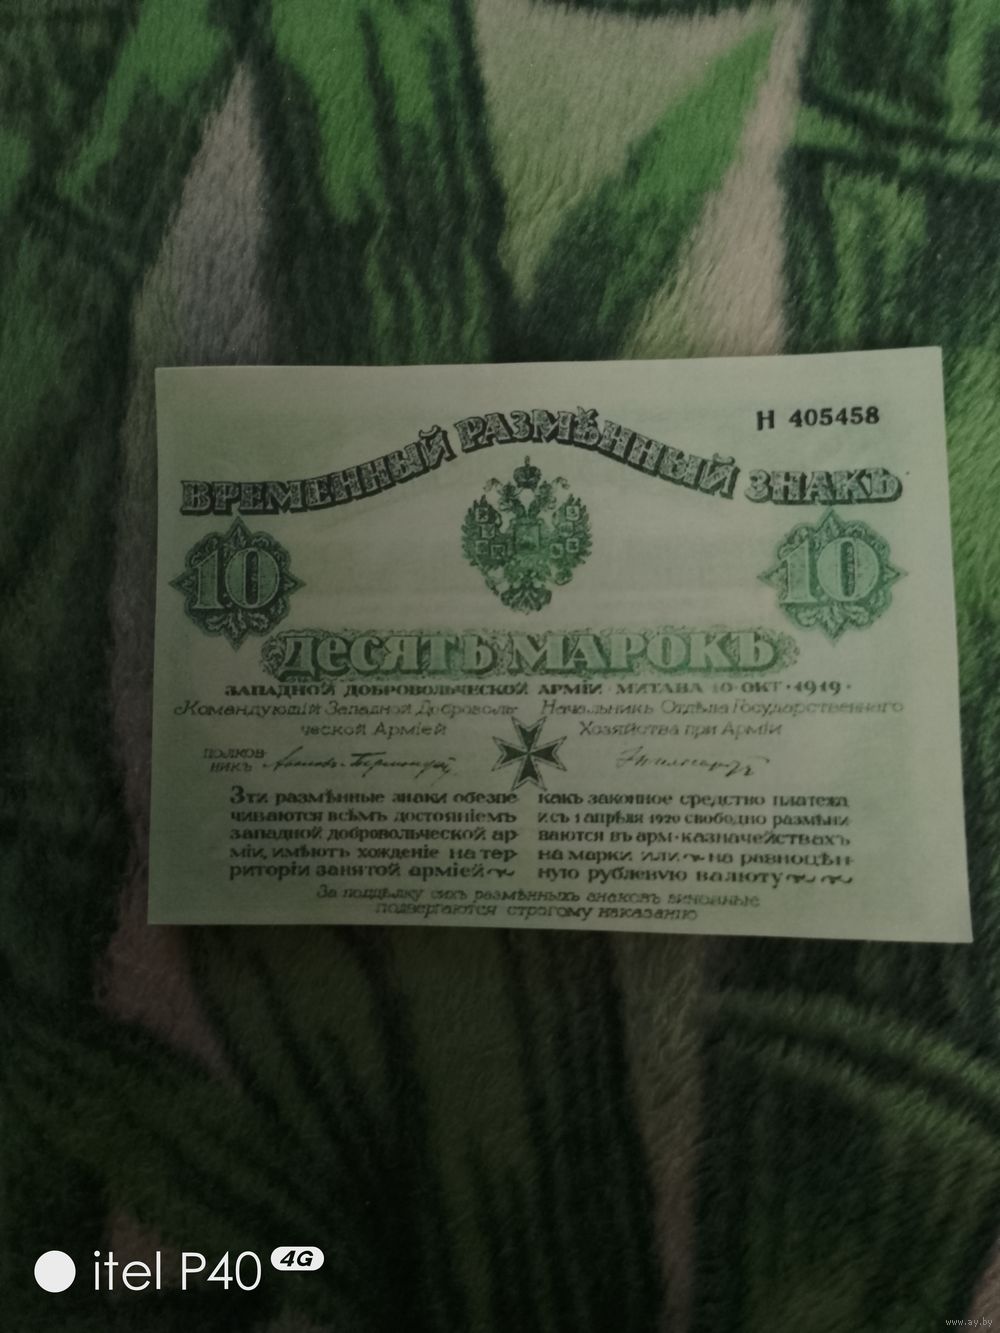 Н 405458
ВРЕМЕННЫЙ РАЗМѢННЫЙ ЗНАКЪ
10 10
ДЕСЯТЬ МАРОКЪ
ЗАПАДНОЙ ДОБРОВОЛЬЧЕСКОЙ АРМІИ · МИТАВА 10 ОКТ · 1919 ·
Командующій Западной Доброволь-
ческой Арміей
Начальникъ Отдѣла Государственнаго
Хозяйства при Арміи
ПОЛКОВ-
НИКЪ
Эти размѣнные знаки обезпе-
чиваются всѣмъ достояніемъ
западной добровольческой ар-
міи, имѣютъ хожденіе на тер-
риторіи занятой арміей
какъ законное средство платежа
и съ 1 апрѣля 1920 свободно размѣни-
ваются въ арм·казначействахъ
на марки или на равноцѣн-
ную рублевую валюту
За поддѣлку сихъ размѣнныхъ знаковъ виновные
подвергаются строгому наказанію
itel P40 4G
www.ay.by